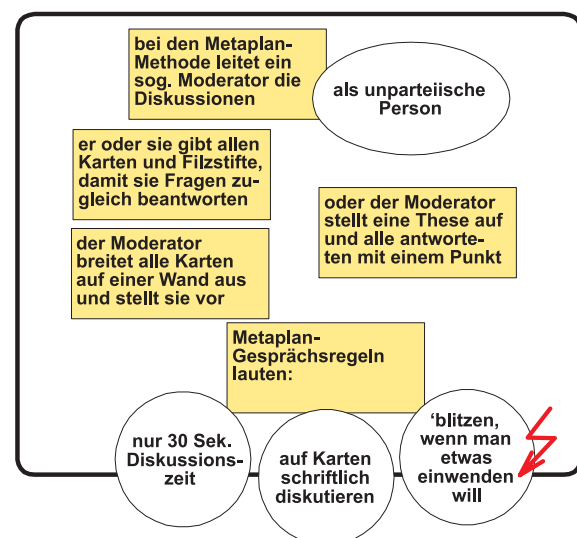 bei den Metaplan-
Methode leitet ein
sog. Moderator die
Diskussionen
als unparteiische
Person
er oder sie gibt allen
Karten und Filzstifte,
damit sie Fragen zu-
gleich beantworten
oder der Moderator
stellt eine These auf
und alle antworte-
ten mit einem Punkt
der Moderator
breitet alle Karten
auf einer Wand aus
und stellt sie vor
Metaplan-
Gesprächsregeln
lauten:
nur 30 Sek.
Diskussions-
zeit
auf Karten
schriftlich
diskutieren
‘blitzen,
wenn man
etwas
einwenden
will